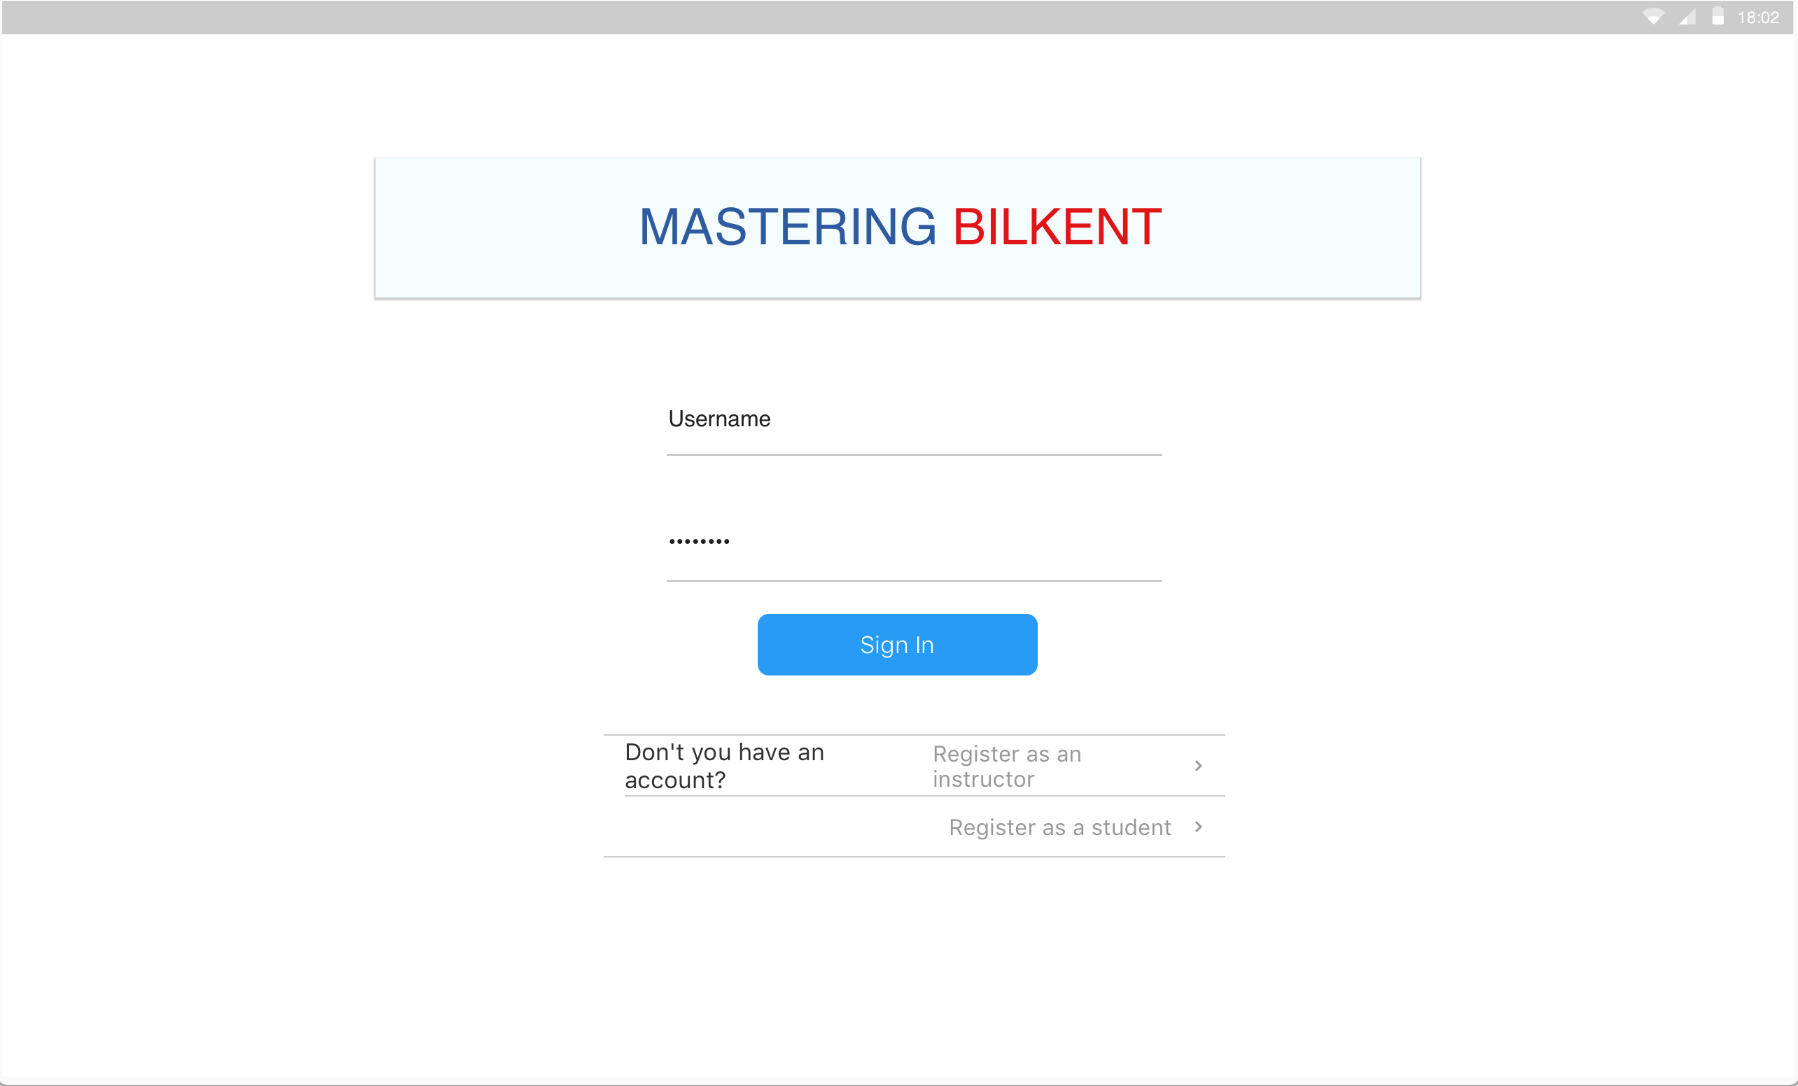 18:02
MASTERING BILKENT
Username
••••••••
Sign In
Don't you have an
account?
Register as an
instructor
Register as a student